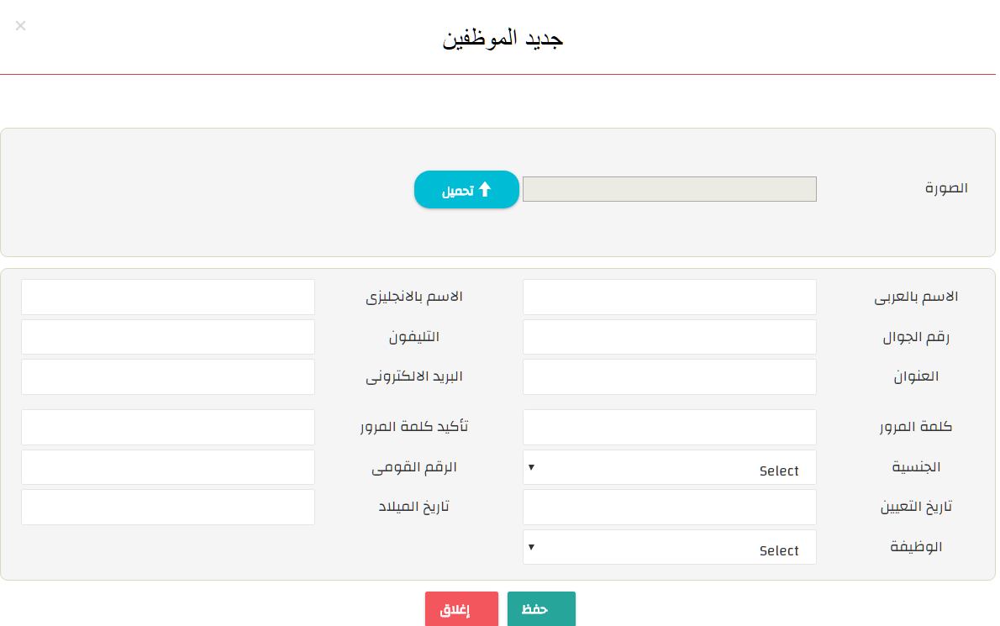 ×
جديد الموظفين
الصورة
تحميل
الاسم بالعربى
الاسم بالانجليزى
رقم الجوال
التليفون
العنوان
البريد الالكترونى
كلمة المرور
تأكيد كلمة المرور
الجنسية
Select
الرقم القومى
تاريخ التعيين
تاريخ الميلاد
الوظيفة
Select
حفظ
إغلاق